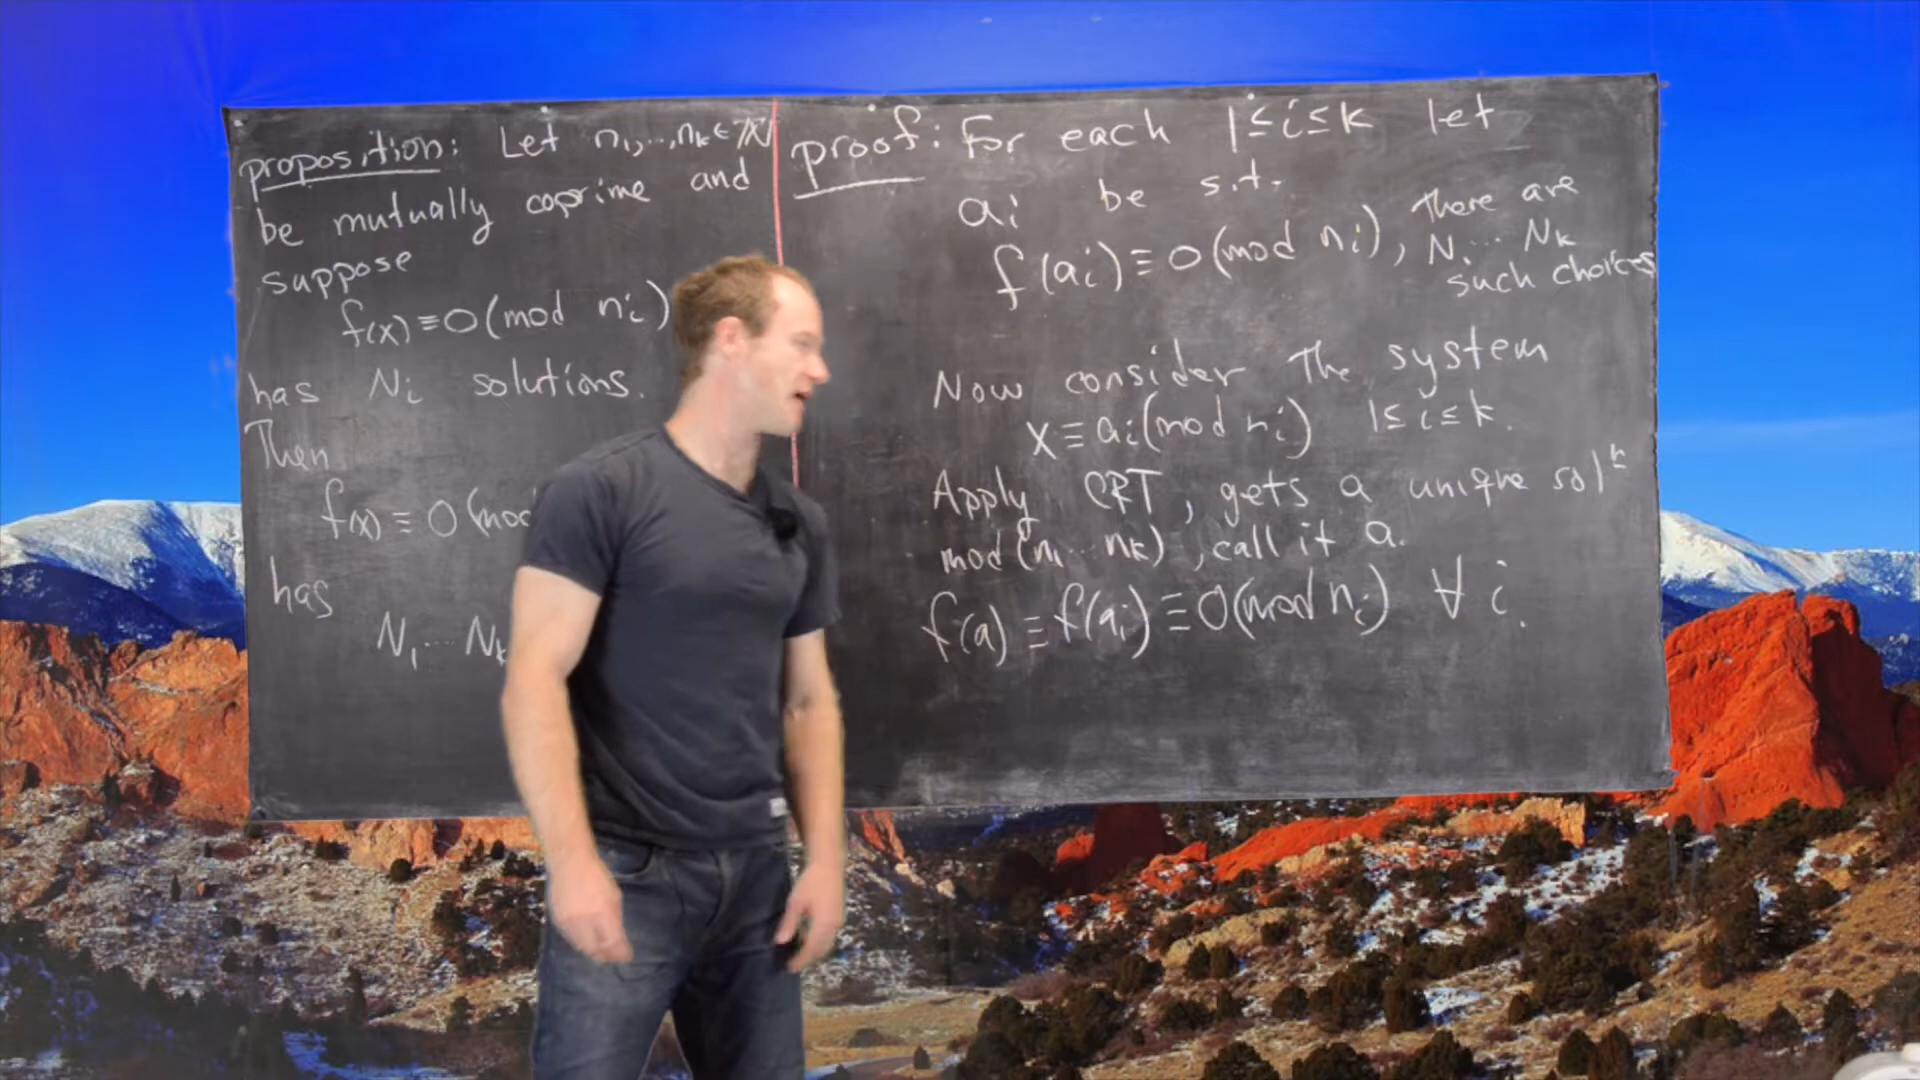 proposition: Let n₁,...,nₖ ∈ ℕ
be mutually coprime and
suppose
f(x) ≡ 0 (mod nᵢ)
has Nᵢ solutions.
Then
f(x) ≡ 0 (mod
has
N₁...Nₖ
proof: For each 1 ≤ i ≤ k let
aᵢ be s.t.
f(aᵢ) ≡ 0 (mod nᵢ), There are
N₁...Nₖ
such choices
Now consider The system
x ≡ aᵢ (mod nᵢ) 1 ≤ i ≤ k.
Apply CRT, gets a unique solⁿ
mod (n₁...nₖ), call it a.
f(a) ≡ f(aᵢ) ≡ 0 (mod nᵢ) ∀ i.